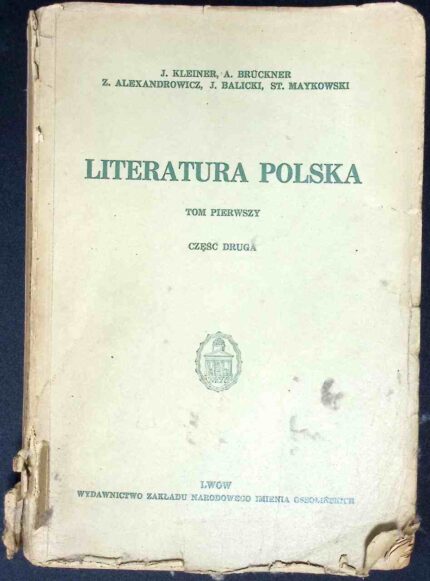 J. KLEINER, A. BRÜCKNER
Z. ALEXANDROWICZ, J. BALICKI, ST. MAYKOWSKI
LITERATURA POLSKA
TOM PIERWSZY
CZĘŚĆ DRUGA
LWÓW
WYDAWNICTWO ZAKŁADU NARODOWEGO IMIENIA OSSOLIŃSKICH